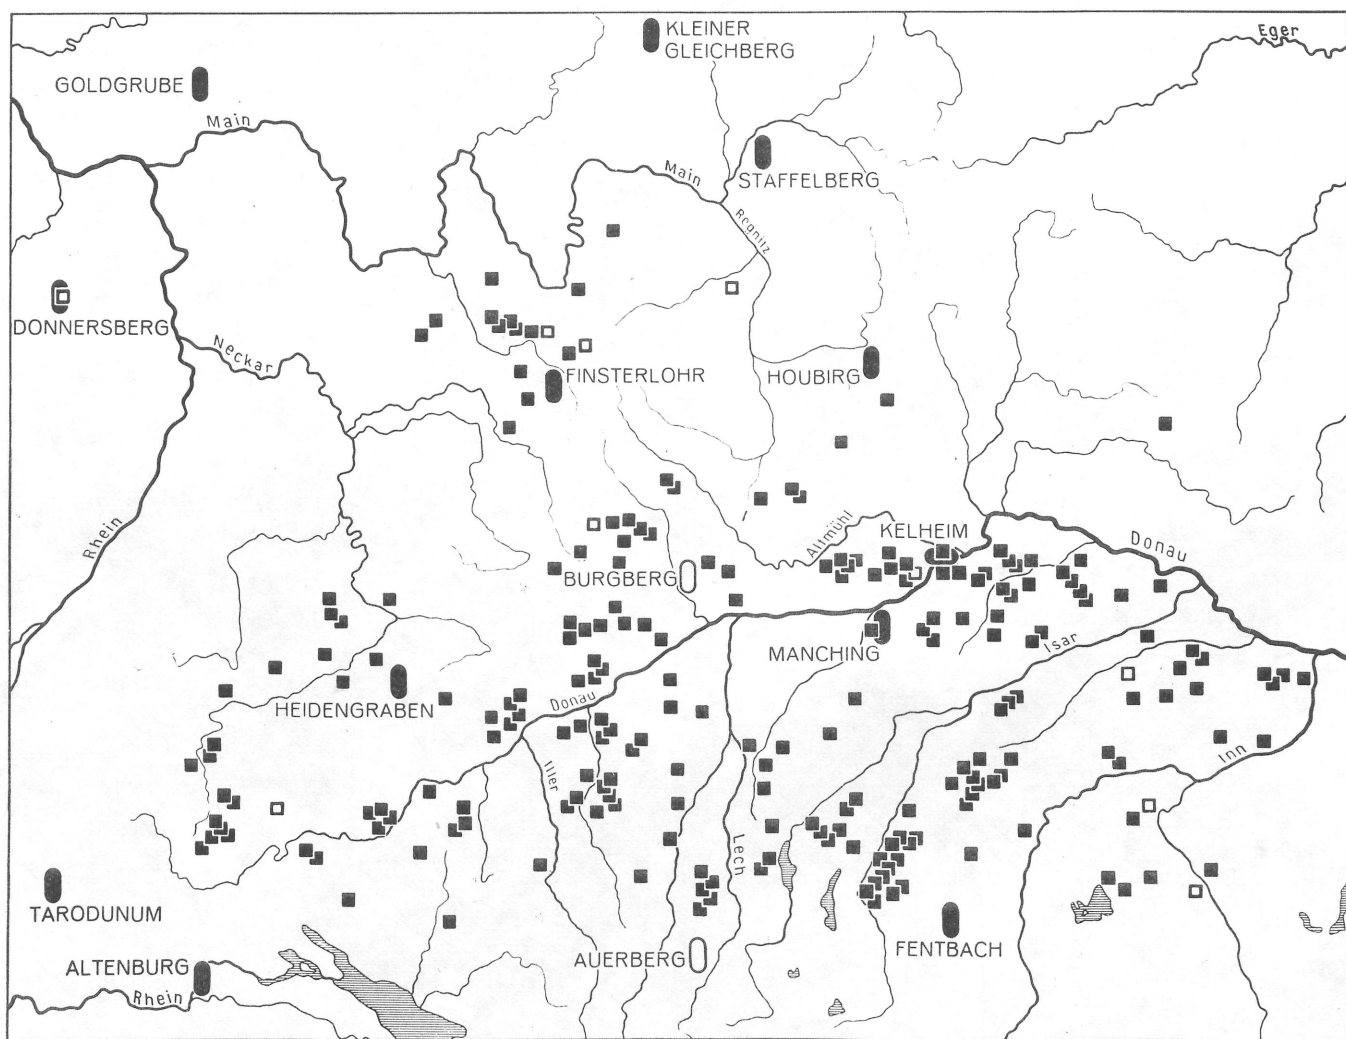 KLEINER
GLEICHBERG
Eger
GOLDGRUBE
Main
Main
STAFFELBERG
Regnitz
DONNERSBERG
Neckar
FINSTERLOHR
HOUBIRG
Rhein
Altmühl
KELHEIM
Donau
BURGBERG
MANCHING
Isar
HEIDENGRABEN
Donau
Iller
Inn
Lech
TARODUNUM
FENTBACH
AUERBERG
ALTENBURG
Rhein